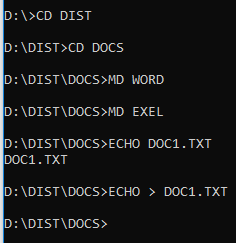 D:\>CD DIST
D:\DIST>CD DOCS
D:\DIST\DOCS>MD WORD
D:\DIST\DOCS>MD EXEL
D:\DIST\DOCS>ECHO DOC1.TXT
DOC1.TXT
D:\DIST\DOCS>ECHO > DOC1.TXT
D:\DIST\DOCS>